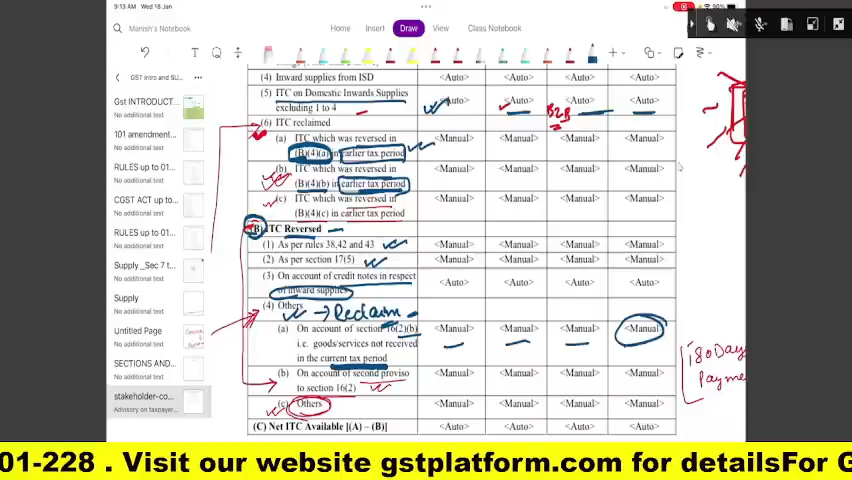 9:13 AM Wed 18 Jan
90%
Manish's Notebook
Home Insert Draw View Class Notebook
GST intro and SU...
Gst INTRODUCT...
No additional text
101 amendment...
No additional text
RULES up to 01...
No additional text
CGST ACT up to...
No additional text
RULES up to 01...
No additional text
Supply _Sec 7 t...
No additional text
Supply
No additional text
Untitled Page
No additional text
SECTIONS AND...
No additional text
stakeholder-co...
Advisory on taxpayer...
(4) Inward supplies from ISD <Auto> <Auto> <Auto> <Auto>
(5) ITC on Domestic Inwards Supplies
excluding 1 to 4 <Auto> <Auto> <Auto> <Auto>
B2B
(6) ITC reclaimed
(a) ITC which was reversed in
(B)(4)(a) in earlier tax period <Manual> <Manual> <Manual> <Manual>
(b) ITC which was reversed in
(B)(4)(b) in earlier tax period <Manual> <Manual> <Manual> <Manual>
(c) ITC which was reversed in
(B)(4)(c) in earlier tax period <Manual> <Manual> <Manual> <Manual>
(B) ITC Reversed
(1) As per rules 38,42 and 43 <Manual> <Manual> <Manual> <Manual>
(2) As per section 17(5) <Manual> <Manual> <Manual> <Manual>
(3) On account of credit notes in respect
of inward supplies <Auto> <Auto> <Auto> <Auto>
(4) Others
→ Reclaim
(a) On account of section 16(2)(b)
i.e. goods/services not received
in the current tax period <Manual> <Manual> <Manual> <Manual>
180 Day
Payme
(b) On account of second proviso
to section 16(2) <Manual> <Manual> <Manual> <Manual>
(c) Others <Manual> <Manual> <Manual> <Manual>
(C) Net ITC Available [(A) – (B)] <Auto> <Auto> <Auto> <Auto>
01-228 . Visit our website gstplatform.com for detailsFor G